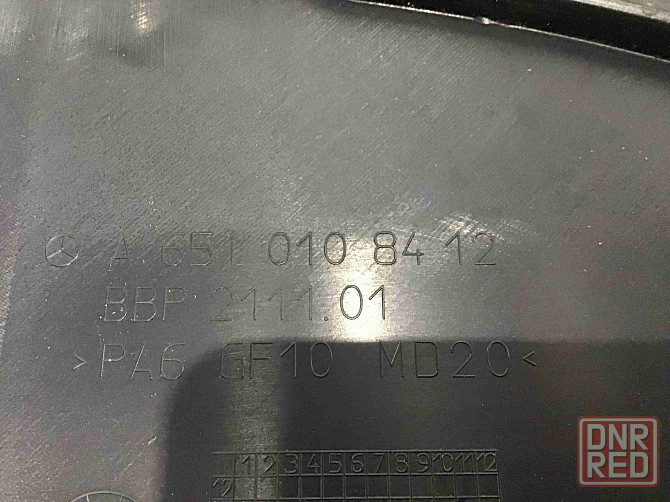 A 651 010 84 12
BBP 2111.01
>PA6 GF10 MD20<
1 2 3 4 5 6 7 8 9 10 11 12
12
DNR
RED